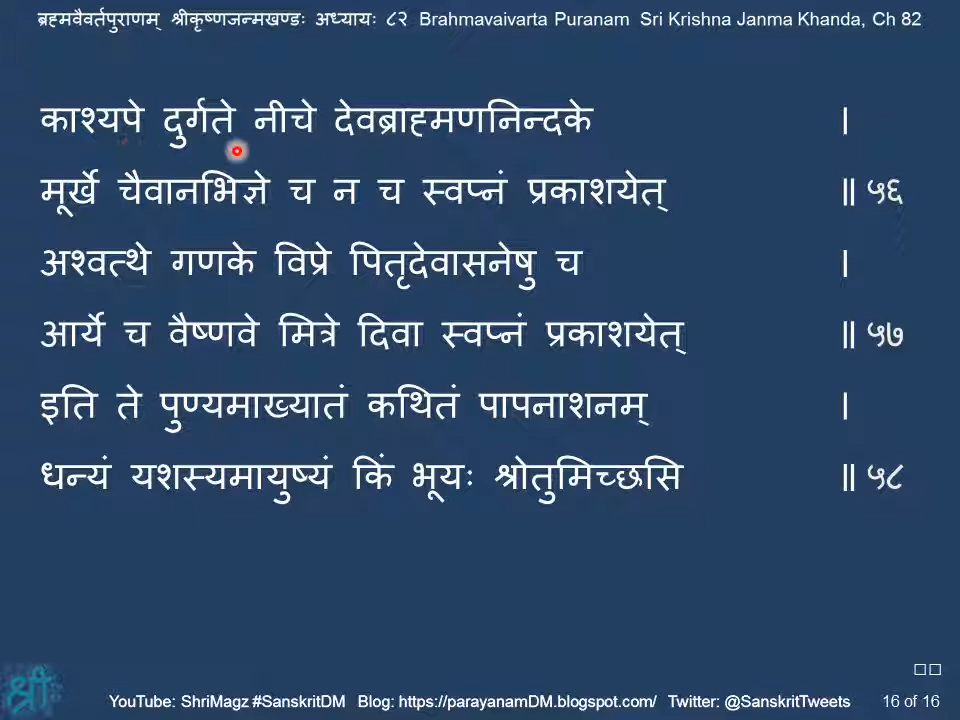 ब्रह्मवैवर्तपुराणम् श्रीकृष्णजन्मखण्डः अध्यायः ८२ Brahmavaivarta Puranam Sri Krishna Janma Khanda, Ch 82
काश्यपे दुर्गते नीचे देवब्राह्मणनिन्दके ।
मूर्खे चैवानभिज्ञे च न च स्वप्नं प्रकाशयेत् ॥ ५६
अश्वत्थे गणके विप्रे पितृदेवासनेषु च ।
आर्ये च वैष्णवे मित्रे दिवा स्वप्नं प्रकाशयेत् ॥ ५७
इति ते पुण्यमाख्यातं कथितं पापनाशनम् ।
धन्यं यशस्यमायुष्यं किं भूयः श्रोतुमिच्छसि ॥ ५८
श्री
YouTube: ShriMagz #SanskritDM Blog: https://parayanamDM.blogspot.com/ Twitter: @SanskritTweets 16 of 16